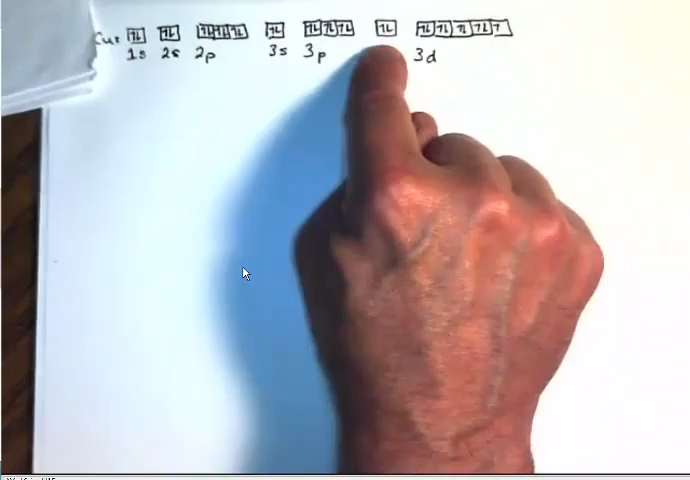 Cu: ↿⇂ ↿⇂ ↿⇂ ↿⇂ ↿⇂ ↿⇂ ↿⇂ ↿⇂ ↿⇂ ↿⇂ ↿⇂ ↿⇂ ↿⇂ ↿⇂ ↿
1s 2s 2p 3s 3p 3d